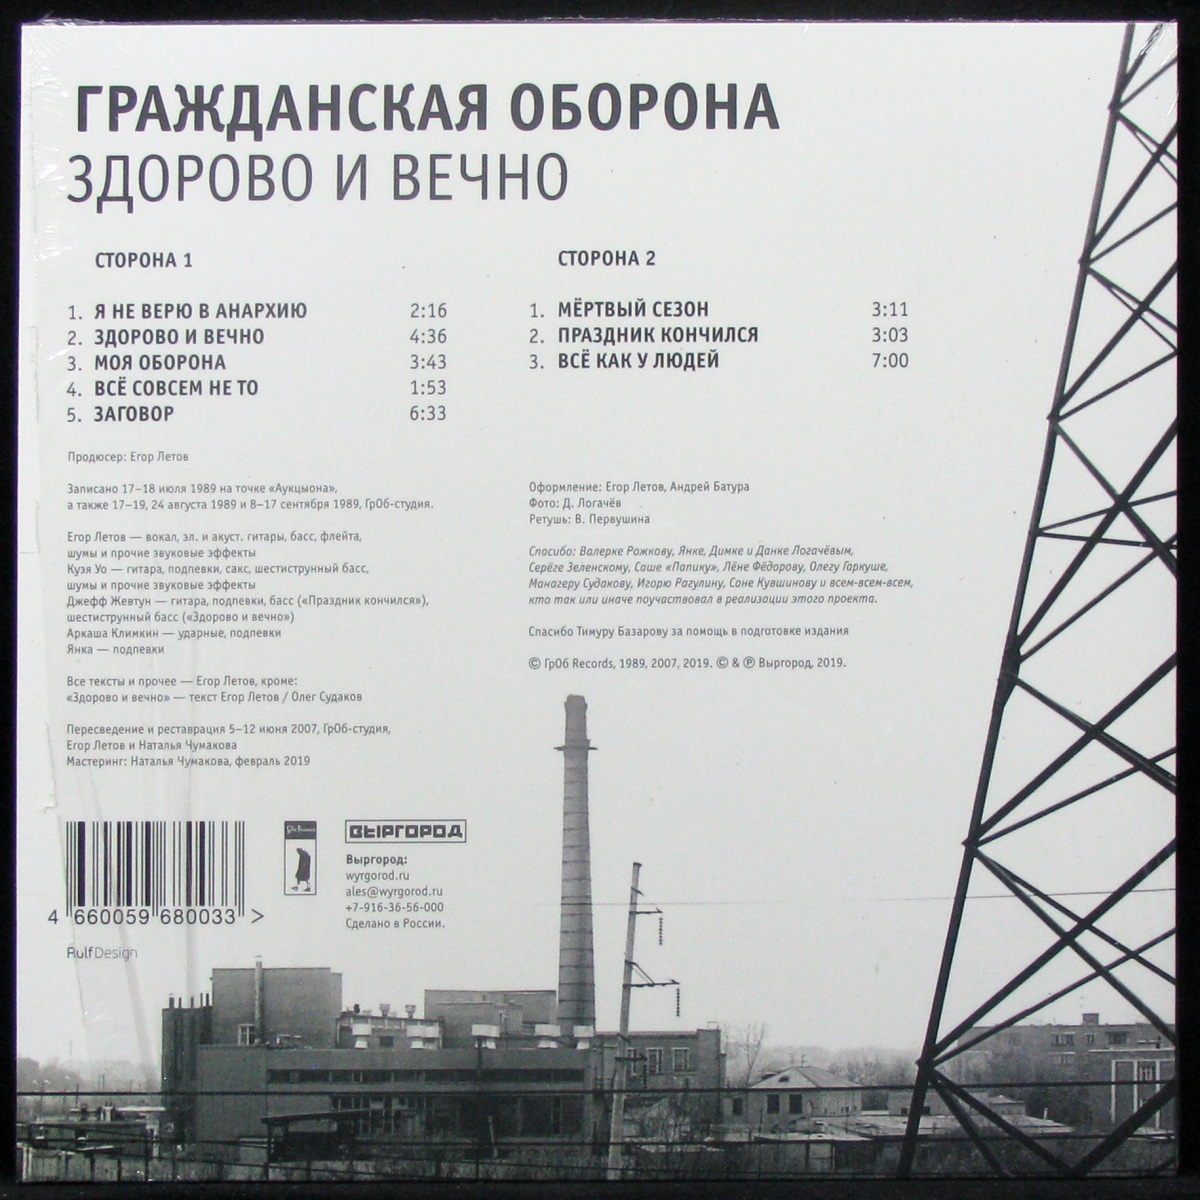 ГРАЖДАНСКАЯ ОБОРОНА
ЗДОРОВО И ВЕЧНО
СТОРОНА 1
1. Я НЕ ВЕРЮ В АНАРХИЮ 2:16
2. ЗДОРОВО И ВЕЧНО 4:36
3. МОЯ ОБОРОНА 3:43
4. ВСЁ СОВСЕМ НЕ ТО 1:53
5. ЗАГОВОР 6:33
СТОРОНА 2
1. МЁРТВЫЙ СЕЗОН 3:11
2. ПРАЗДНИК КОНЧИЛСЯ 3:03
3. ВСЁ КАК У ЛЮДЕЙ 7:00
Продюсер: Егор Летов
Записано 17–18 июля 1989 на точке «Аукцыона»,
а также 17–19, 24 августа 1989 и 8–17 сентября 1989, ГрОб-студия.
Егор Летов — вокал, эл. и акуст. гитары, басс, флейта,
шумы и прочие звуковые эффекты
Кузя Уо — гитара, подпевки, сакс, шестиструнный басс,
шумы и прочие звуковые эффекты
Джефф Жевтун — гитара, подпевки, басс («Праздник кончился»),
шестиструнный басс («Здорово и вечно»)
Аркаша Климкин — ударные, подпевки
Янка — подпевки
Все тексты и прочее — Егор Летов, кроме:
«Здорово и вечно» — текст Егор Летов / Олег Судаков
Пересведение и реставрация 5–12 июня 2007, ГрОб-студия,
Егор Летов и Наталья Чумакова
Мастеринг: Наталья Чумакова, февраль 2019
Оформление: Егор Летов, Андрей Батура
Фото: Д. Логачёв
Ретушь: В. Первушина
Спасибо: Валерке Рожкову, Янке, Димке и Данке Логачёвым,
Серёге Зеленскому, Саше «Папику», Лёне Фёдорову, Олегу Гаркуше,
Манагеру Судакову, Игорю Рагулину, Сане Кувшинову и всем-всем-всем,
кто так или иначе поучаствовал в реализации этого проекта.
Спасибо Тимуру Базарову за помощь в подготовке издания
© ГрОб Records, 1989, 2007, 2019. © & ℗ Выргород, 2019.
4 660059 680033 >
RulfDesign
ВЫРГОРОД
Выргород:
wyrgorod.ru
ales@wyrgorod.ru
+7-916-36-56-000
Сделано в России.